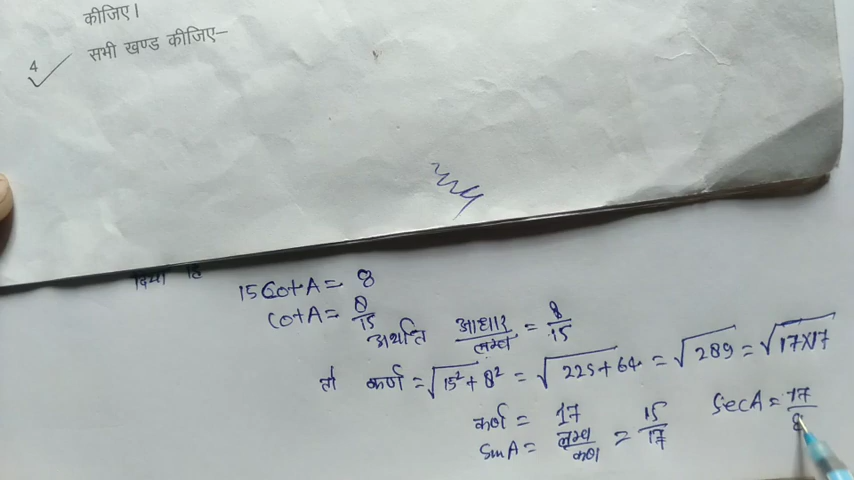 कीजिए।
4 सभी खण्ड कीजिए–
दिया है
15 Cot A = 8
Cot A = 8/15
अर्थात आधार/लम्ब = 8/15
तो कर्ण = √15² + 8² = √225 + 64 = √289 = √17×17
कर्ण = 17
Sin A = लम्ब/कर्ण = 15/17 Sec A = 17/8